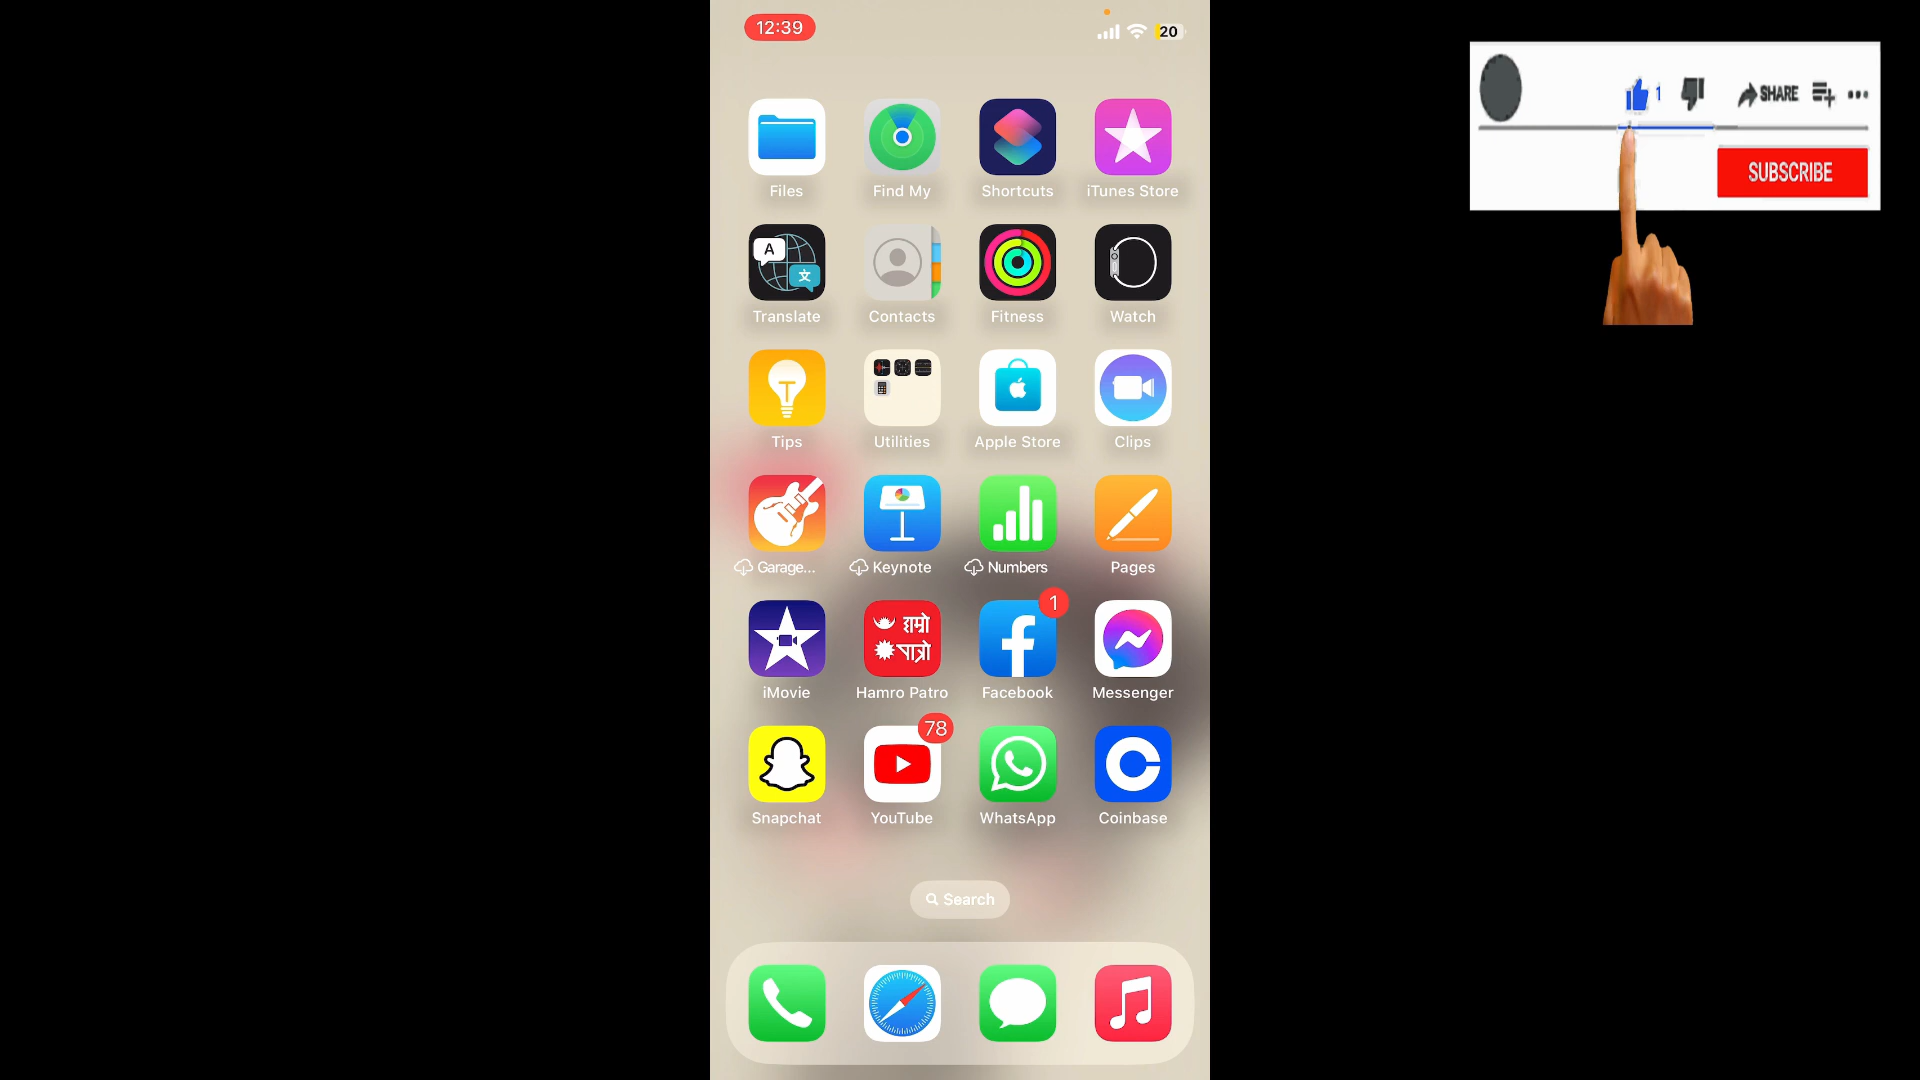 12:39
20
Files
Find My
Shortcuts
iTunes Store
A
文
Translate
Contacts
Fitness
Watch
Tips
Utilities
Apple Store
Clips
Garage...
Keynote
Numbers
Pages
iMovie
हाम्रो
पात्रो
Hamro Patro
1
Facebook
Messenger
Snapchat
78
YouTube
WhatsApp
Coinbase
Search
1
SHARE
SUBSCRIBE